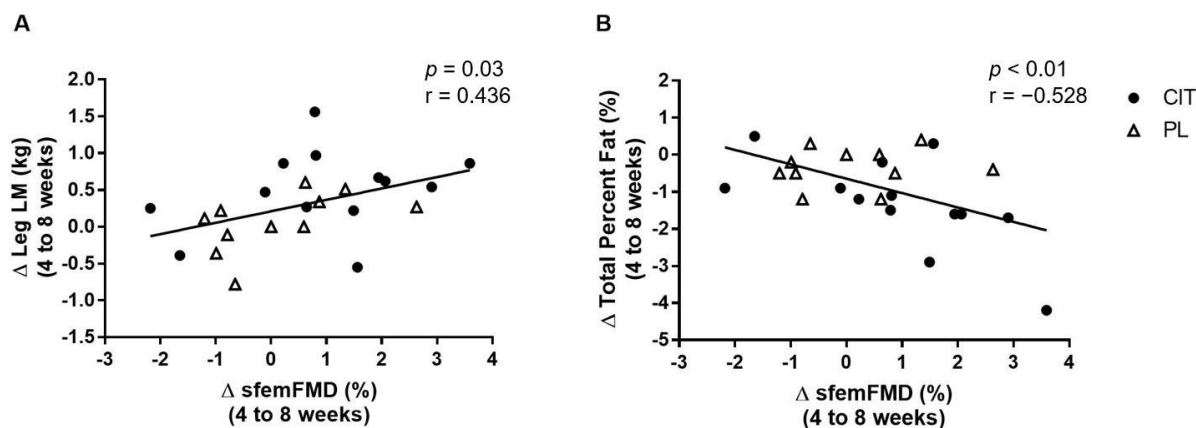 A
p = 0.03
r = 0.436
2.0
1.5
1.0
0.5
0.0
-0.5
-1.0
-1.5
Δ Leg LM (kg)
(4 to 8 weeks)
-3 -2 -1 0 1 2 3 4
Δ sfemFMD (%)
(4 to 8 weeks)
B
p < 0.01
r = −0.528
2
1
0
-1
-2
-3
-4
-5
Δ Total Percent Fat (%)
(4 to 8 weeks)
-3 -2 -1 0 1 2 3 4
Δ sfemFMD (%)
(4 to 8 weeks)
CIT
PL